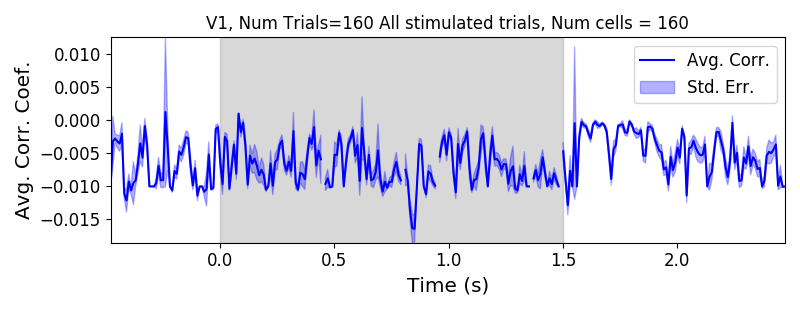 V1, Num Trials=160 All stimulated trials, Num cells = 160
Avg. Corr. Coef.
0.010
0.005
0.000
−0.005
−0.010
−0.015
Avg. Corr.
Std. Err.
0.0 0.5 1.0 1.5 2.0
Time (s)